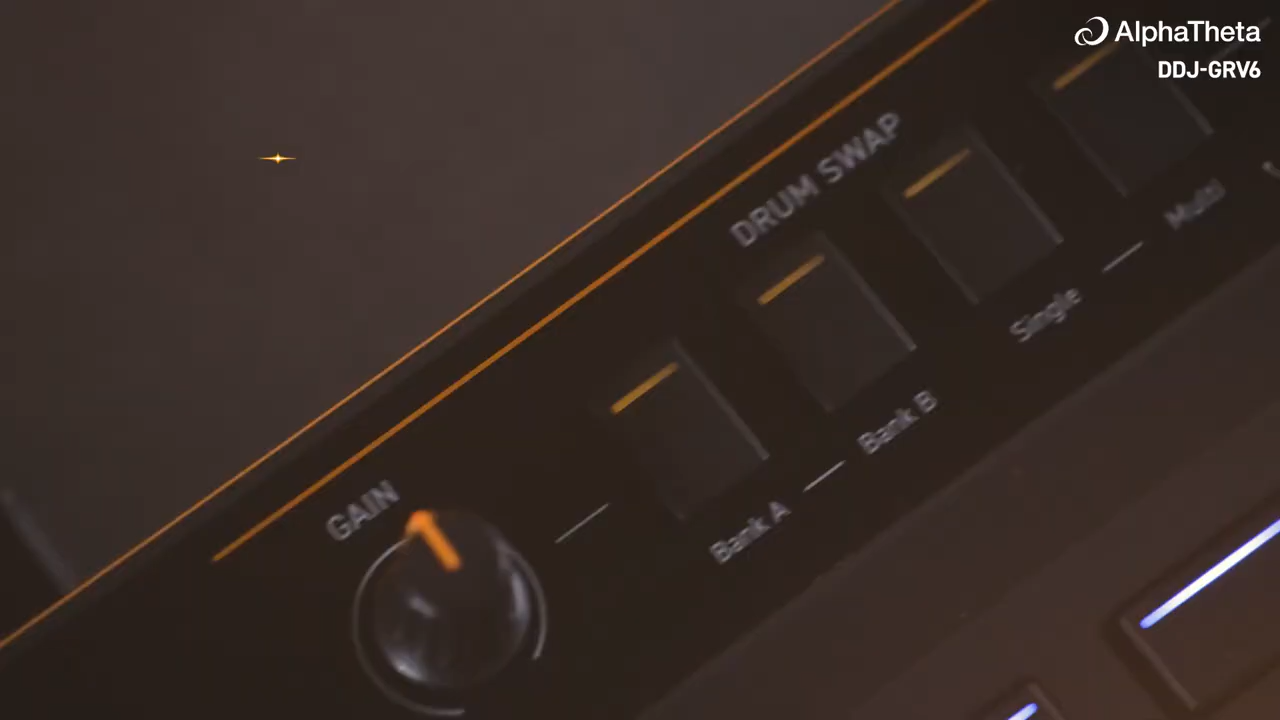 AlphaTheta
DDJ-GRV6
DRUM SWAP
GAIN
Bank A
Bank B
Single
Multi